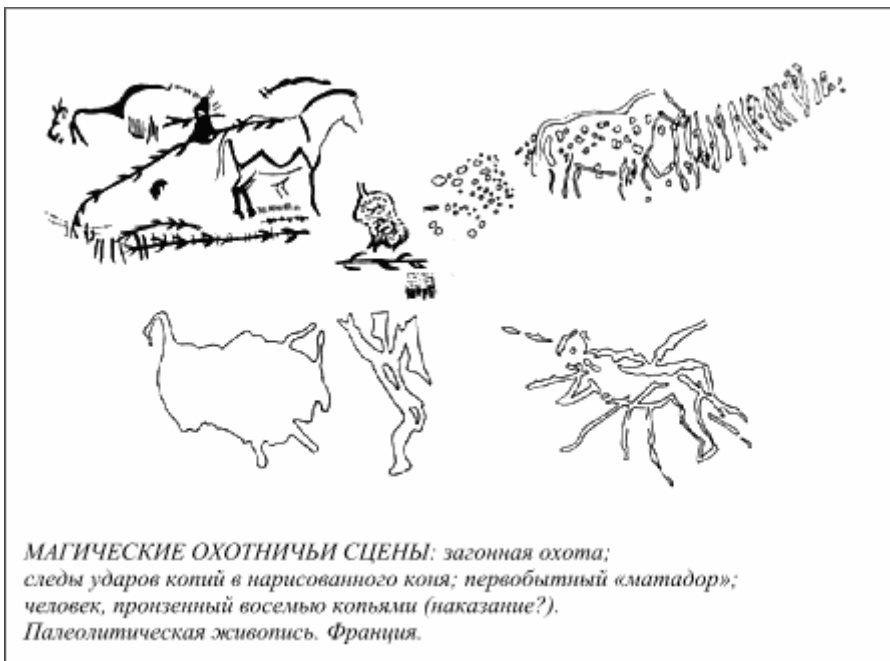 МАГИЧЕСКИЕ ОХОТНИЧЬИ СЦЕНЫ: загонная охота;
следы ударов копий в нарисованного коня; первобытный «матадор»;
человек, пронзенный восемью копьями (наказание?).
Палеолитическая живопись. Франция.